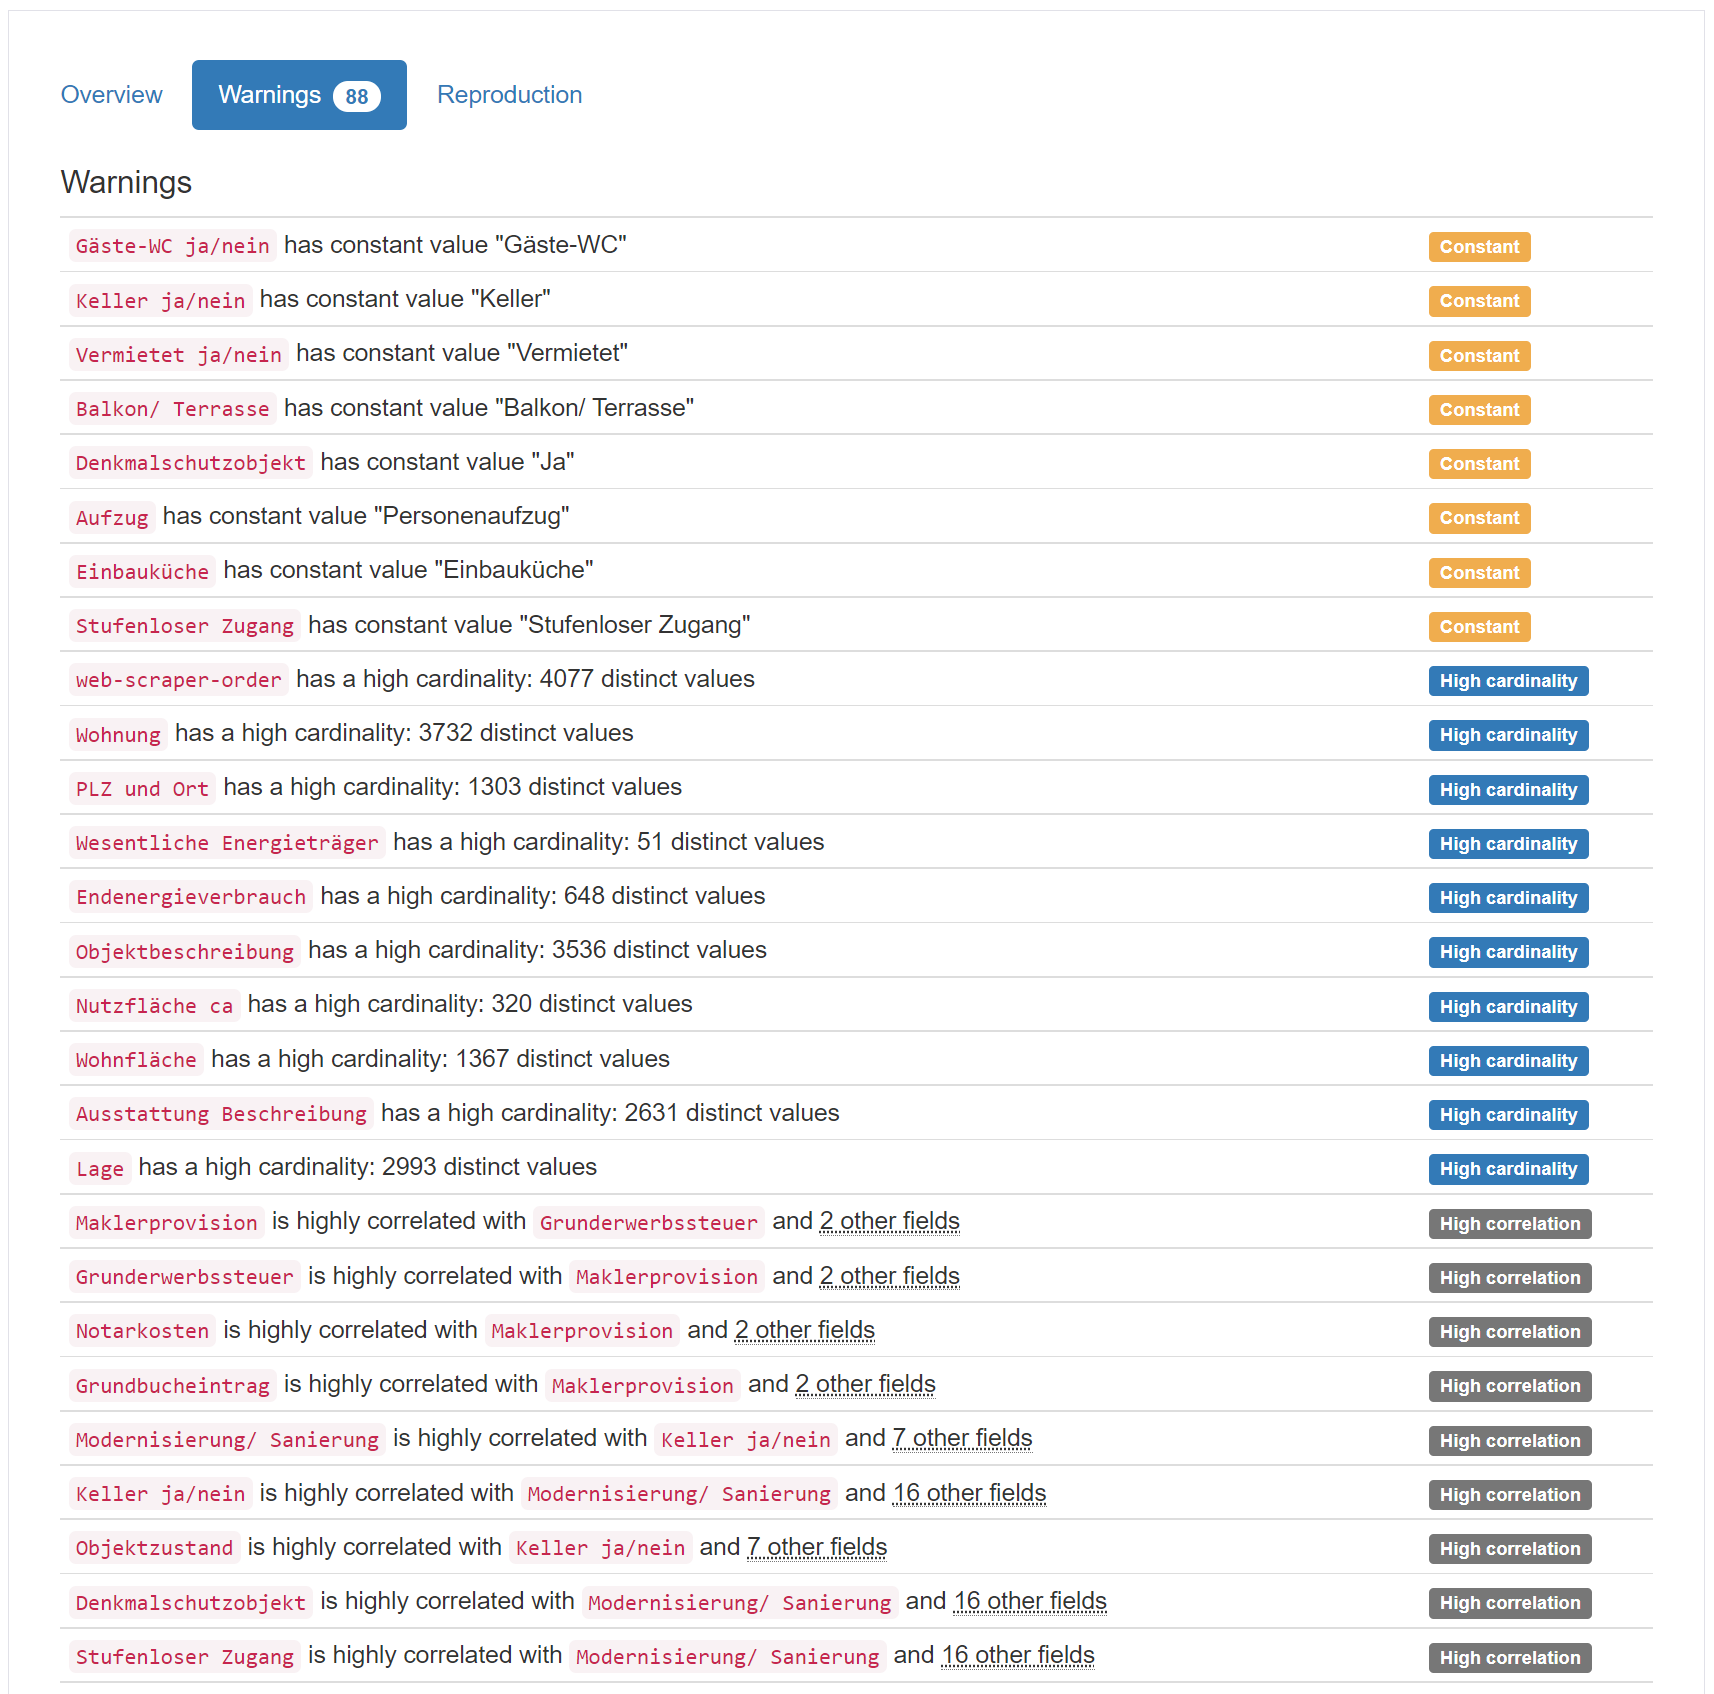 Overview Warnings 88 Reproduction
Warnings
Gäste-WC ja/nein has constant value "Gäste-WC" Constant
Keller ja/nein has constant value "Keller" Constant
Vermietet ja/nein has constant value "Vermietet" Constant
Balkon/ Terrasse has constant value "Balkon/ Terrasse" Constant
Denkmalschutzobjekt has constant value "Ja" Constant
Aufzug has constant value "Personenaufzug" Constant
Einbauküche has constant value "Einbauküche" Constant
Stufenloser Zugang has constant value "Stufenloser Zugang" Constant
web-scraper-order has a high cardinality: 4077 distinct values High cardinality
Wohnung has a high cardinality: 3732 distinct values High cardinality
PLZ und Ort has a high cardinality: 1303 distinct values High cardinality
Wesentliche Energieträger has a high cardinality: 51 distinct values High cardinality
Endenergieverbrauch has a high cardinality: 648 distinct values High cardinality
Objektbeschreibung has a high cardinality: 3536 distinct values High cardinality
Nutzfläche ca has a high cardinality: 320 distinct values High cardinality
Wohnfläche has a high cardinality: 1367 distinct values High cardinality
Ausstattung Beschreibung has a high cardinality: 2631 distinct values High cardinality
Lage has a high cardinality: 2993 distinct values High cardinality
Maklerprovision is highly correlated with Grunderwerbssteuer and 2 other fields High correlation
Grunderwerbssteuer is highly correlated with Maklerprovision and 2 other fields High correlation
Notarkosten is highly correlated with Maklerprovision and 2 other fields High correlation
Grundbucheintrag is highly correlated with Maklerprovision and 2 other fields High correlation
Modernisierung/ Sanierung is highly correlated with Keller ja/nein and 7 other fields High correlation
Keller ja/nein is highly correlated with Modernisierung/ Sanierung and 16 other fields High correlation
Objektzustand is highly correlated with Keller ja/nein and 7 other fields High correlation
Denkmalschutzobjekt is highly correlated with Modernisierung/ Sanierung and 16 other fields High correlation
Stufenloser Zugang is highly correlated with Modernisierung/ Sanierung and 16 other fields High correlation